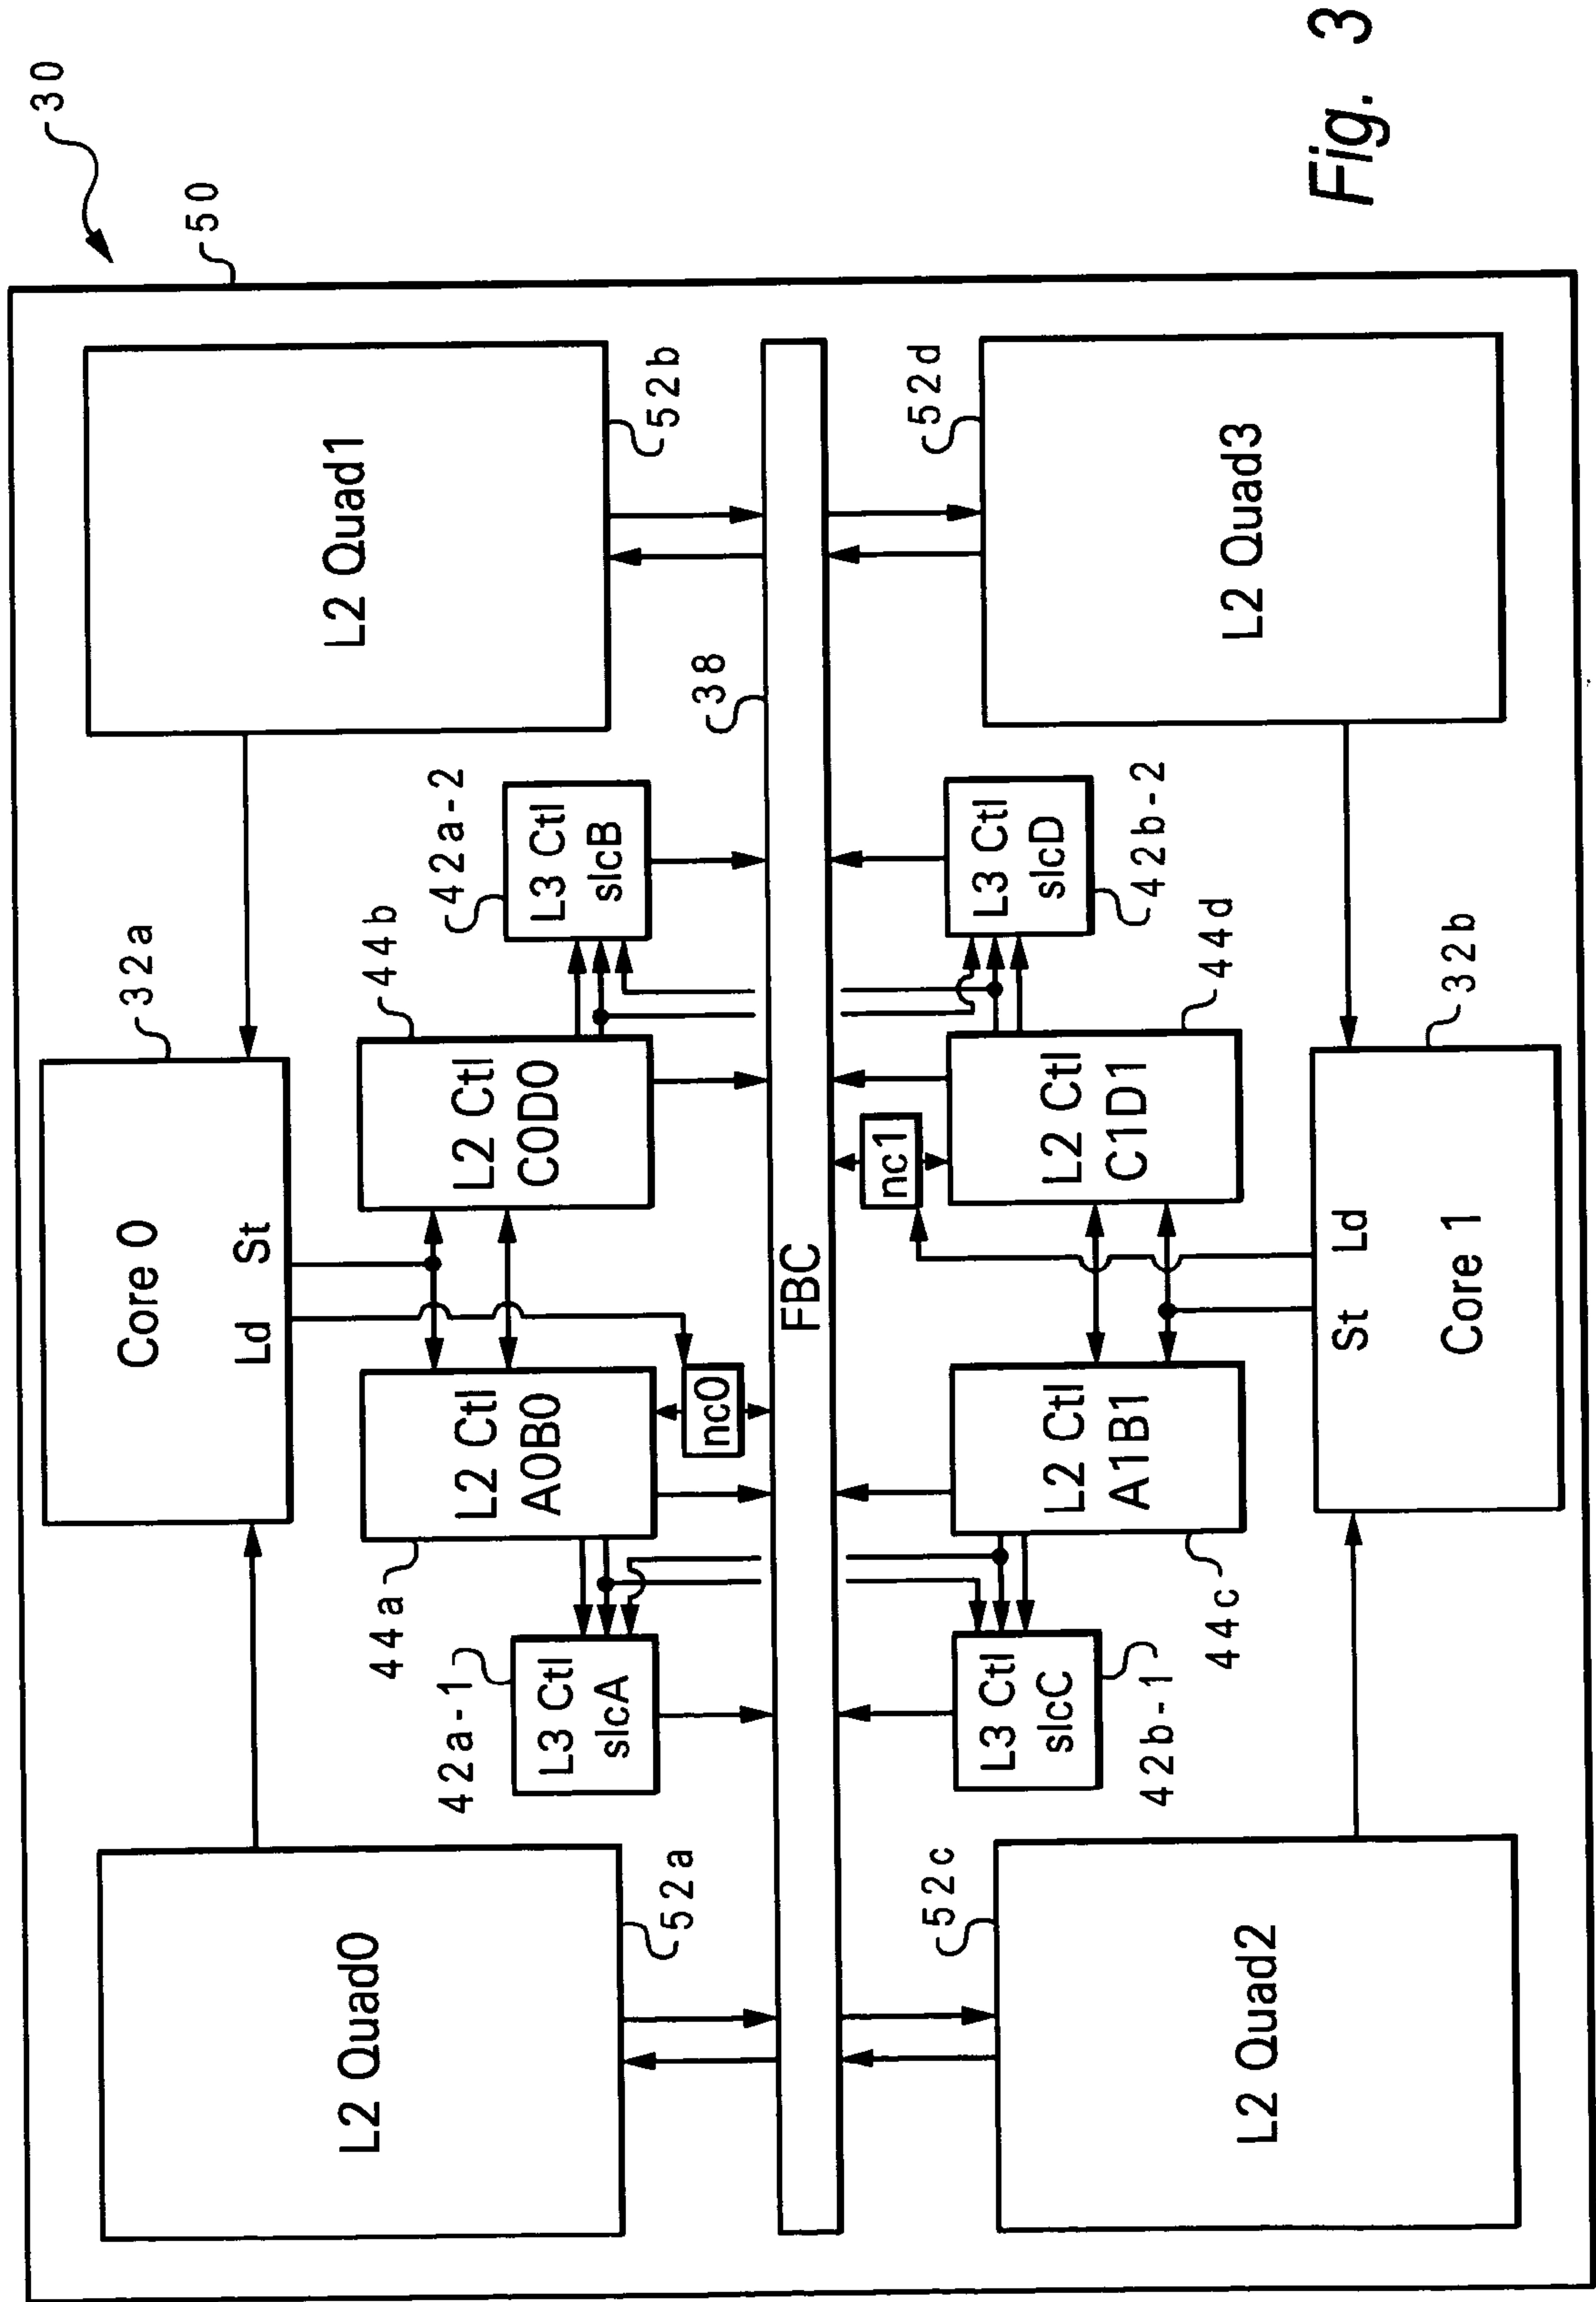 30
50
Core 0
Ld
St
32a
L2 Quad0
52a
L2 Quad1
52b
L2 Ctl
A0B0
44a
L2 Ctl
C0D0
44b
L3 Ctl
slcA
42a-1
L3 Ctl
slcB
42a-2
nc0
FBC
38
nc1
L3 Ctl
slcC
42b-1
L3 Ctl
slcD
42b-2
L2 Ctl
A1B1
44c
L2 Ctl
C1D1
44d
L2 Quad2
52c
L2 Quad3
52d
St
Ld
Core 1
32b
Fig. 3